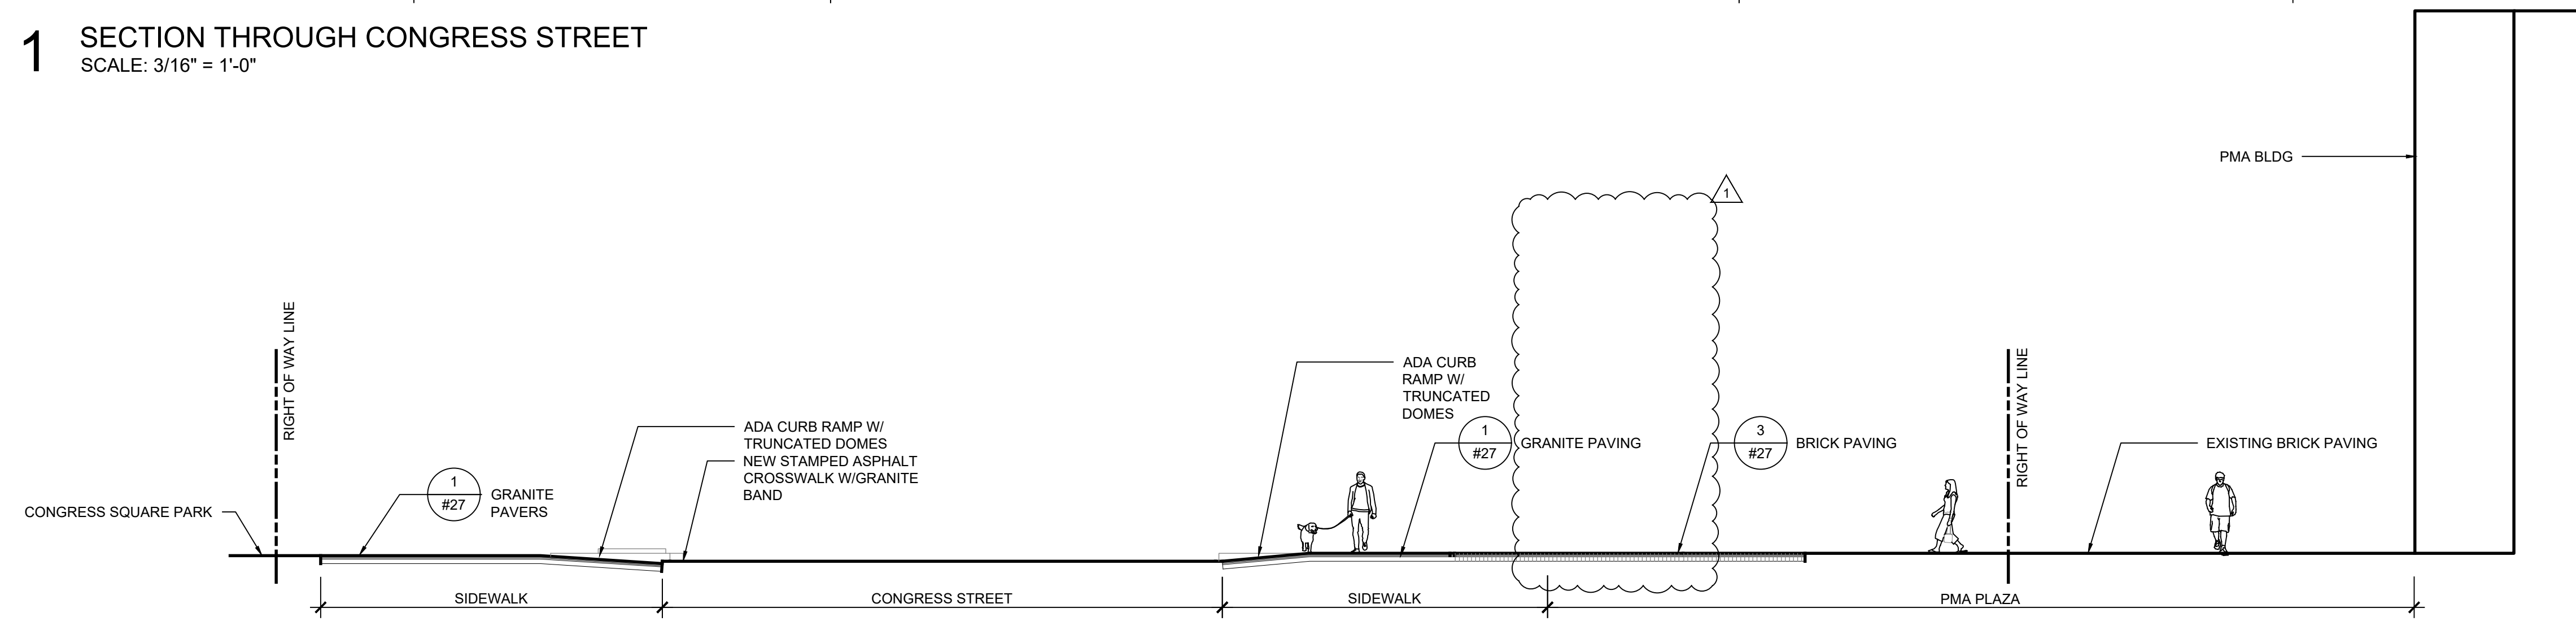 1
SECTION THROUGH CONGRESS STREET
SCALE: 3/16" = 1'-0"
PMA BLDG
1
RIGHT OF WAY LINE
RIGHT OF WAY LINE
ADA CURB
RAMP W/
TRUNCATED
DOMES
ADA CURB RAMP W/
TRUNCATED DOMES
NEW STAMPED ASPHALT
CROSSWALK W/GRANITE
BAND
1
#27
GRANITE PAVING
3
#27
BRICK PAVING
EXISTING BRICK PAVING
1
#27
GRANITE
PAVERS
CONGRESS SQUARE PARK
SIDEWALK
CONGRESS STREET
SIDEWALK
PMA PLAZA